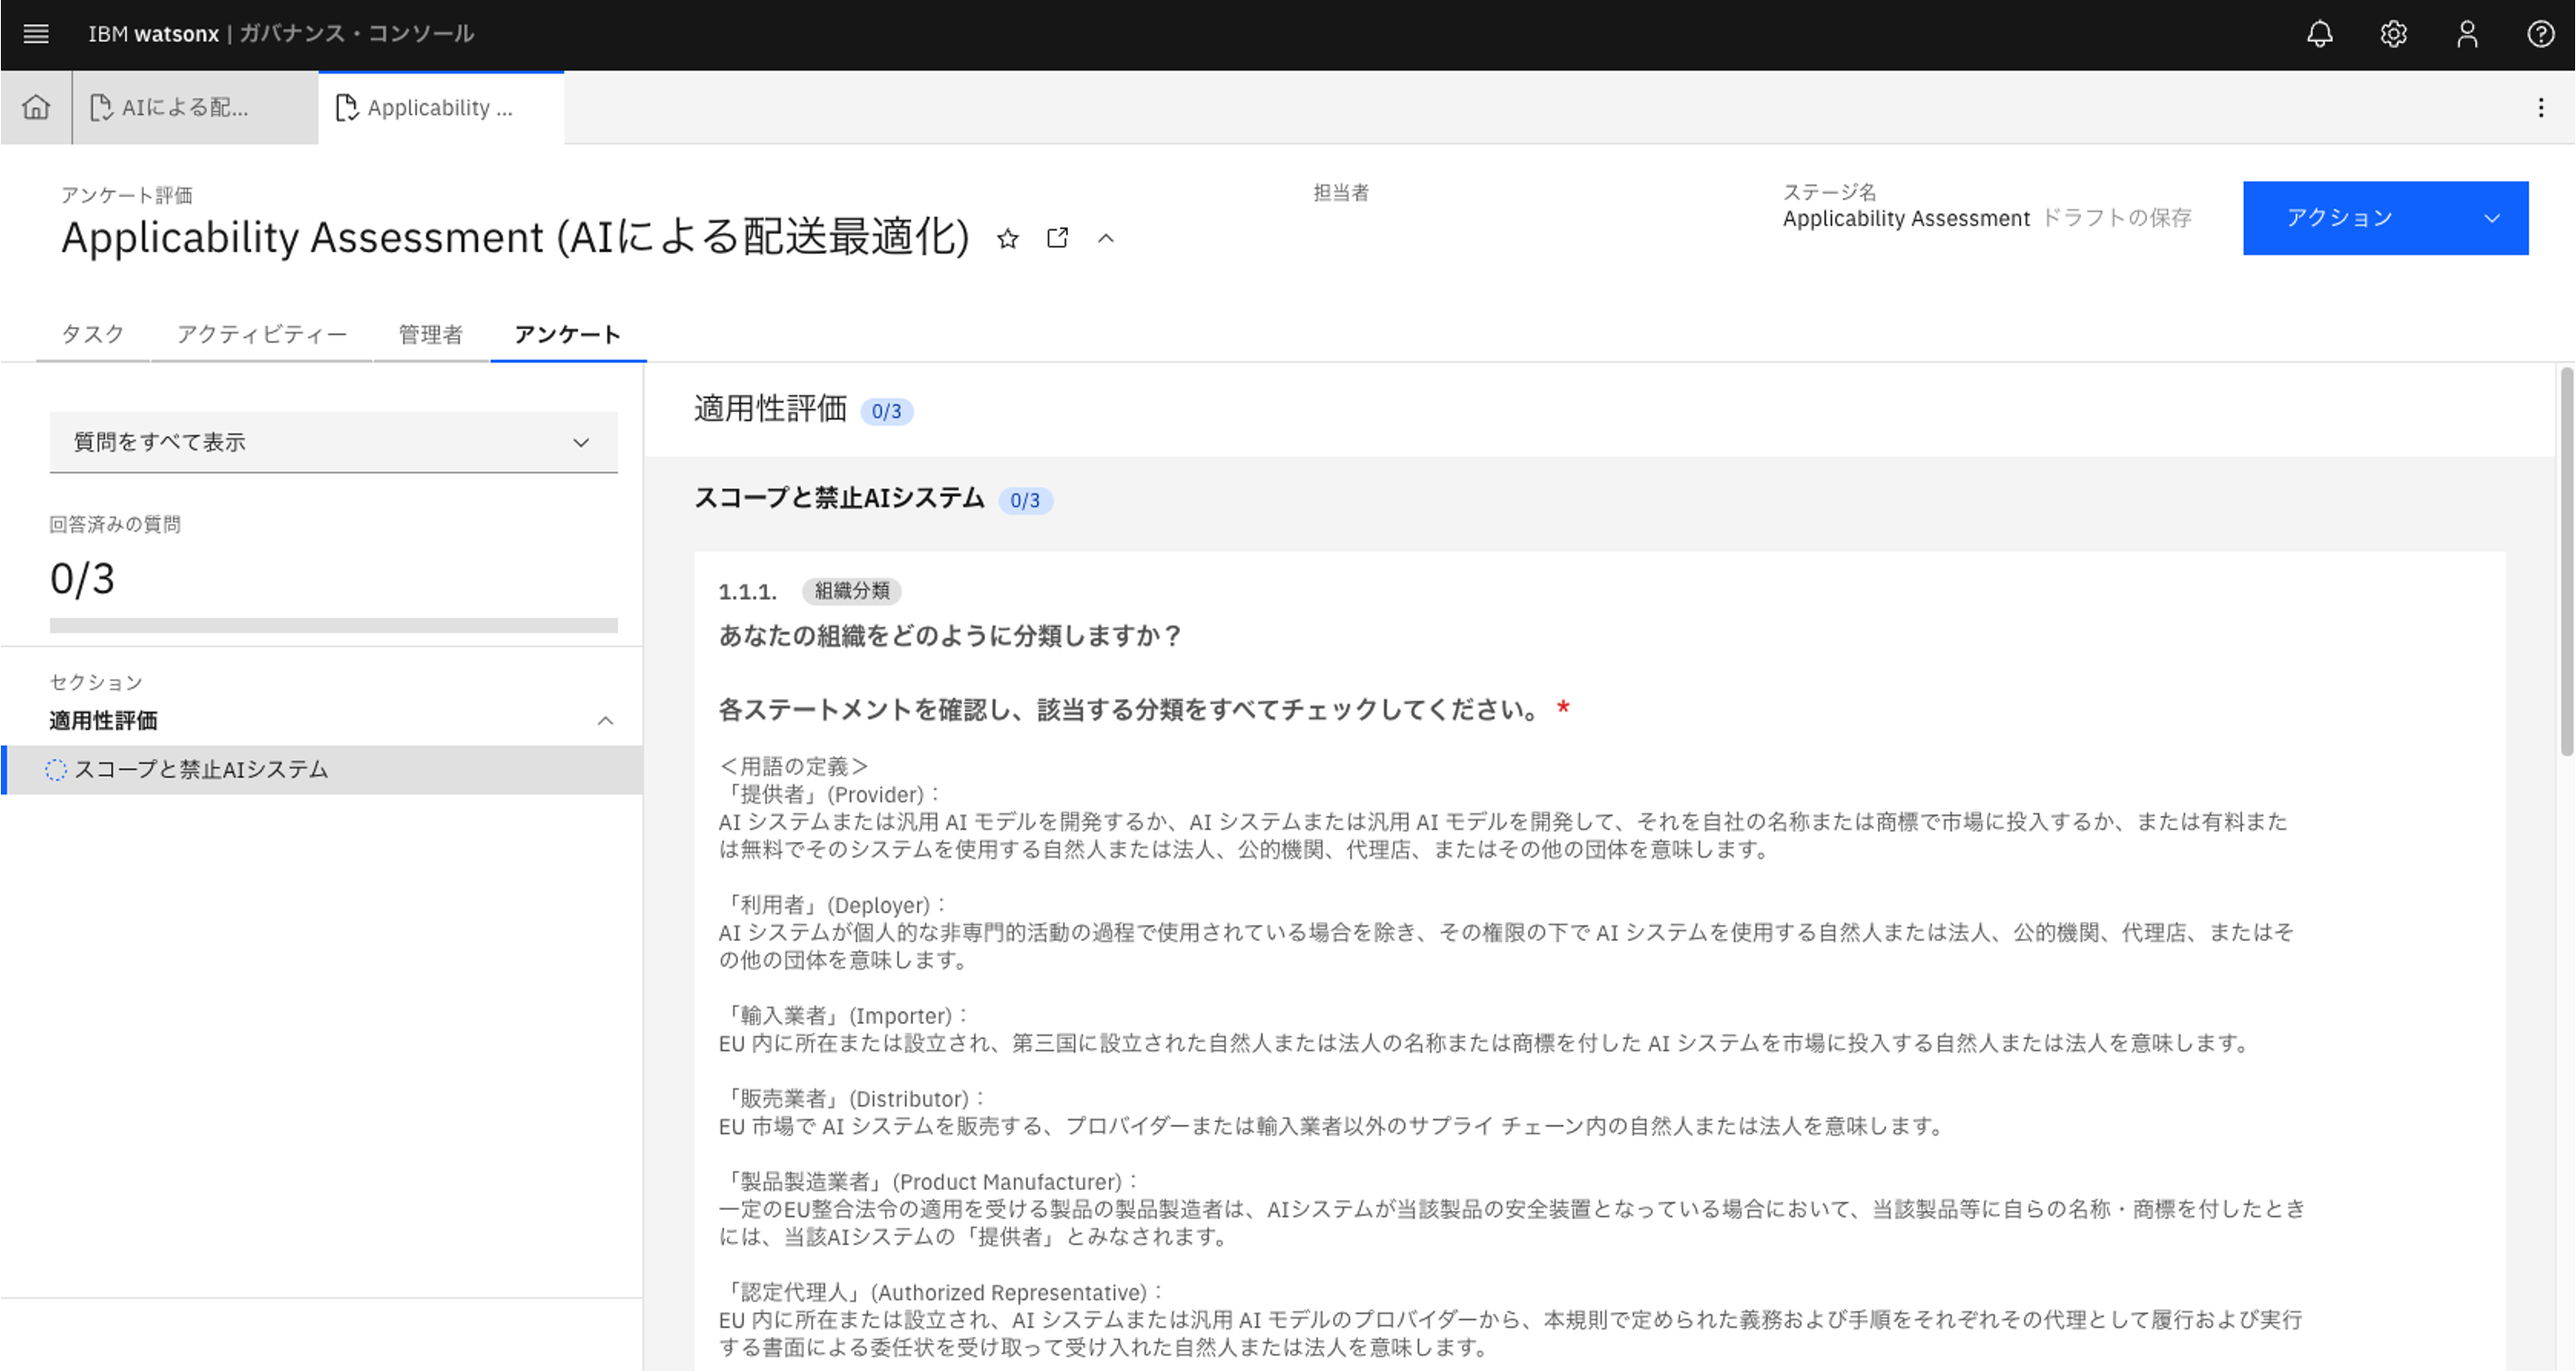 IBM watsonx | ガバナンス・コンソール
AIによる配...
Applicability ...
アンケート評価
Applicability Assessment (AIによる配送最適化)
担当者
ステージ名
Applicability Assessment ドラフトの保存
アクション
タスク
アクティビティー
管理者
アンケート
質問をすべて表示
回答済みの質問
0/3
セクション
適用性評価
スコープと禁止AIシステム
適用性評価 0/3
スコープと禁止AIシステム 0/3
1.1.1. 組織分類
あなたの組織をどのように分類しますか？
各ステートメントを確認し、該当する分類をすべてチェックしてください。 *
＜用語の定義＞
「提供者」(Provider)：
AI システムまたは汎用 AI モデルを開発するか、AI システムまたは汎用 AI モデルを開発して、それを自社の名称または商標で市場に投入するか、または有料また
は無料でそのシステムを使用する自然人または法人、公的機関、代理店、またはその他の団体を意味します。
「利用者」(Deployer)：
AI システムが個人的な非専門的活動の過程で使用されている場合を除き、その権限の下で AI システムを使用する自然人または法人、公的機関、代理店、またはそ
の他の団体を意味します。
「輸入業者」(Importer)：
EU 内に所在または設立され、第三国に設立された自然人または法人の名称または商標を付した AI システムを市場に投入する自然人または法人を意味します。
「販売業者」(Distributor)：
EU 市場で AI システムを販売する、プロバイダーまたは輸入業者以外のサプライ チェーン内の自然人または法人を意味します。
「製品製造業者」(Product Manufacturer)：
一定のEU整合法令の適用を受ける製品の製品製造者は、AIシステムが当該製品の安全装置となっている場合において、当該製品等に自らの名称・商標を付したとき
には、当該AIシステムの「提供者」とみなされます。
「認定代理人」(Authorized Representative)：
EU 内に所在または設立され、AI システムまたは汎用 AI モデルのプロバイダーから、本規則で定められた義務および手順をそれぞれその代理として履行および実行
する書面による委任状を受け取って受け入れた自然人または法人を意味します。